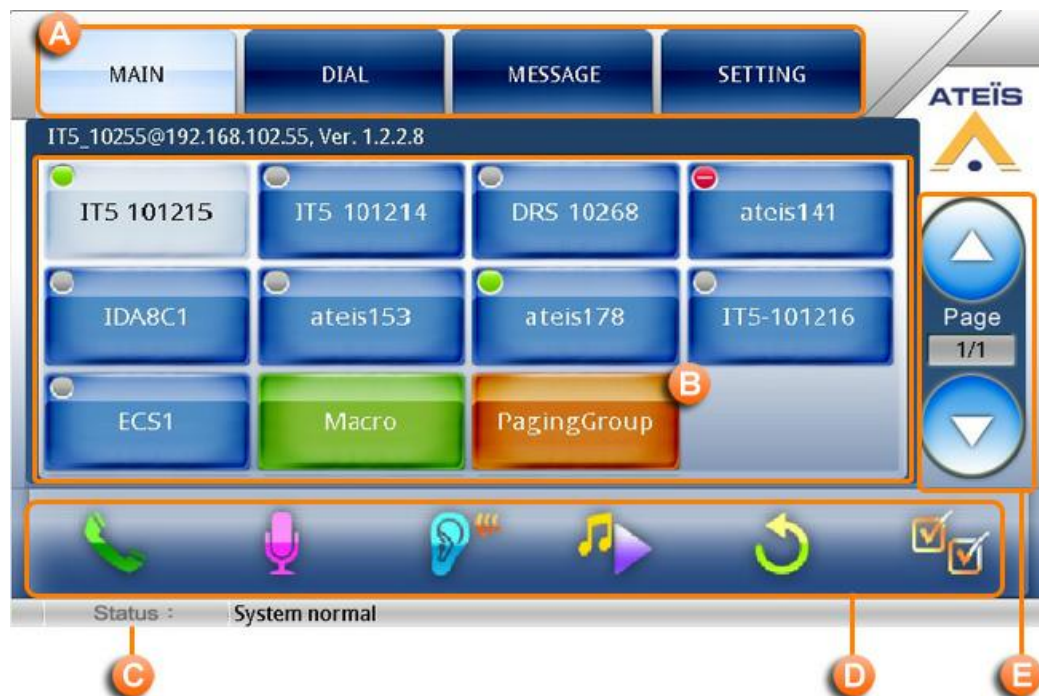 A
MAIN DIAL MESSAGE SETTING
ATEÏS
IT5_10255@192.168.102.55, Ver. 1.2.2.8
IT5 101215 IT5 101214 DRS 10268 ateis141
IDA8C1 ateis153 ateis178 IT5-101216
Page
1/1
B
ECS1 Macro PagingGroup
Status : System normal
C D E